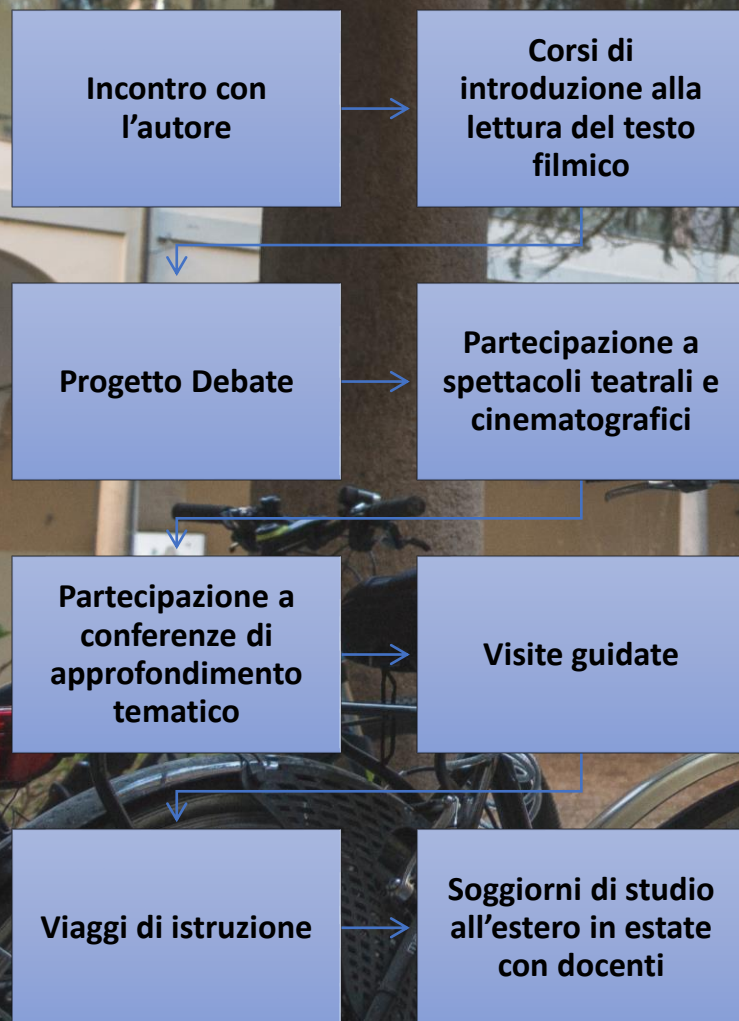 Incontro con
l’autore
Corsi di
introduzione alla
lettura del testo
filmico
Progetto Debate
Partecipazione a
spettacoli teatrali e
cinematografici
Partecipazione a
conferenze di
approfondimento
tematico
Visite guidate
Viaggi di istruzione
Soggiorni di studio
all’estero in estate
con docenti